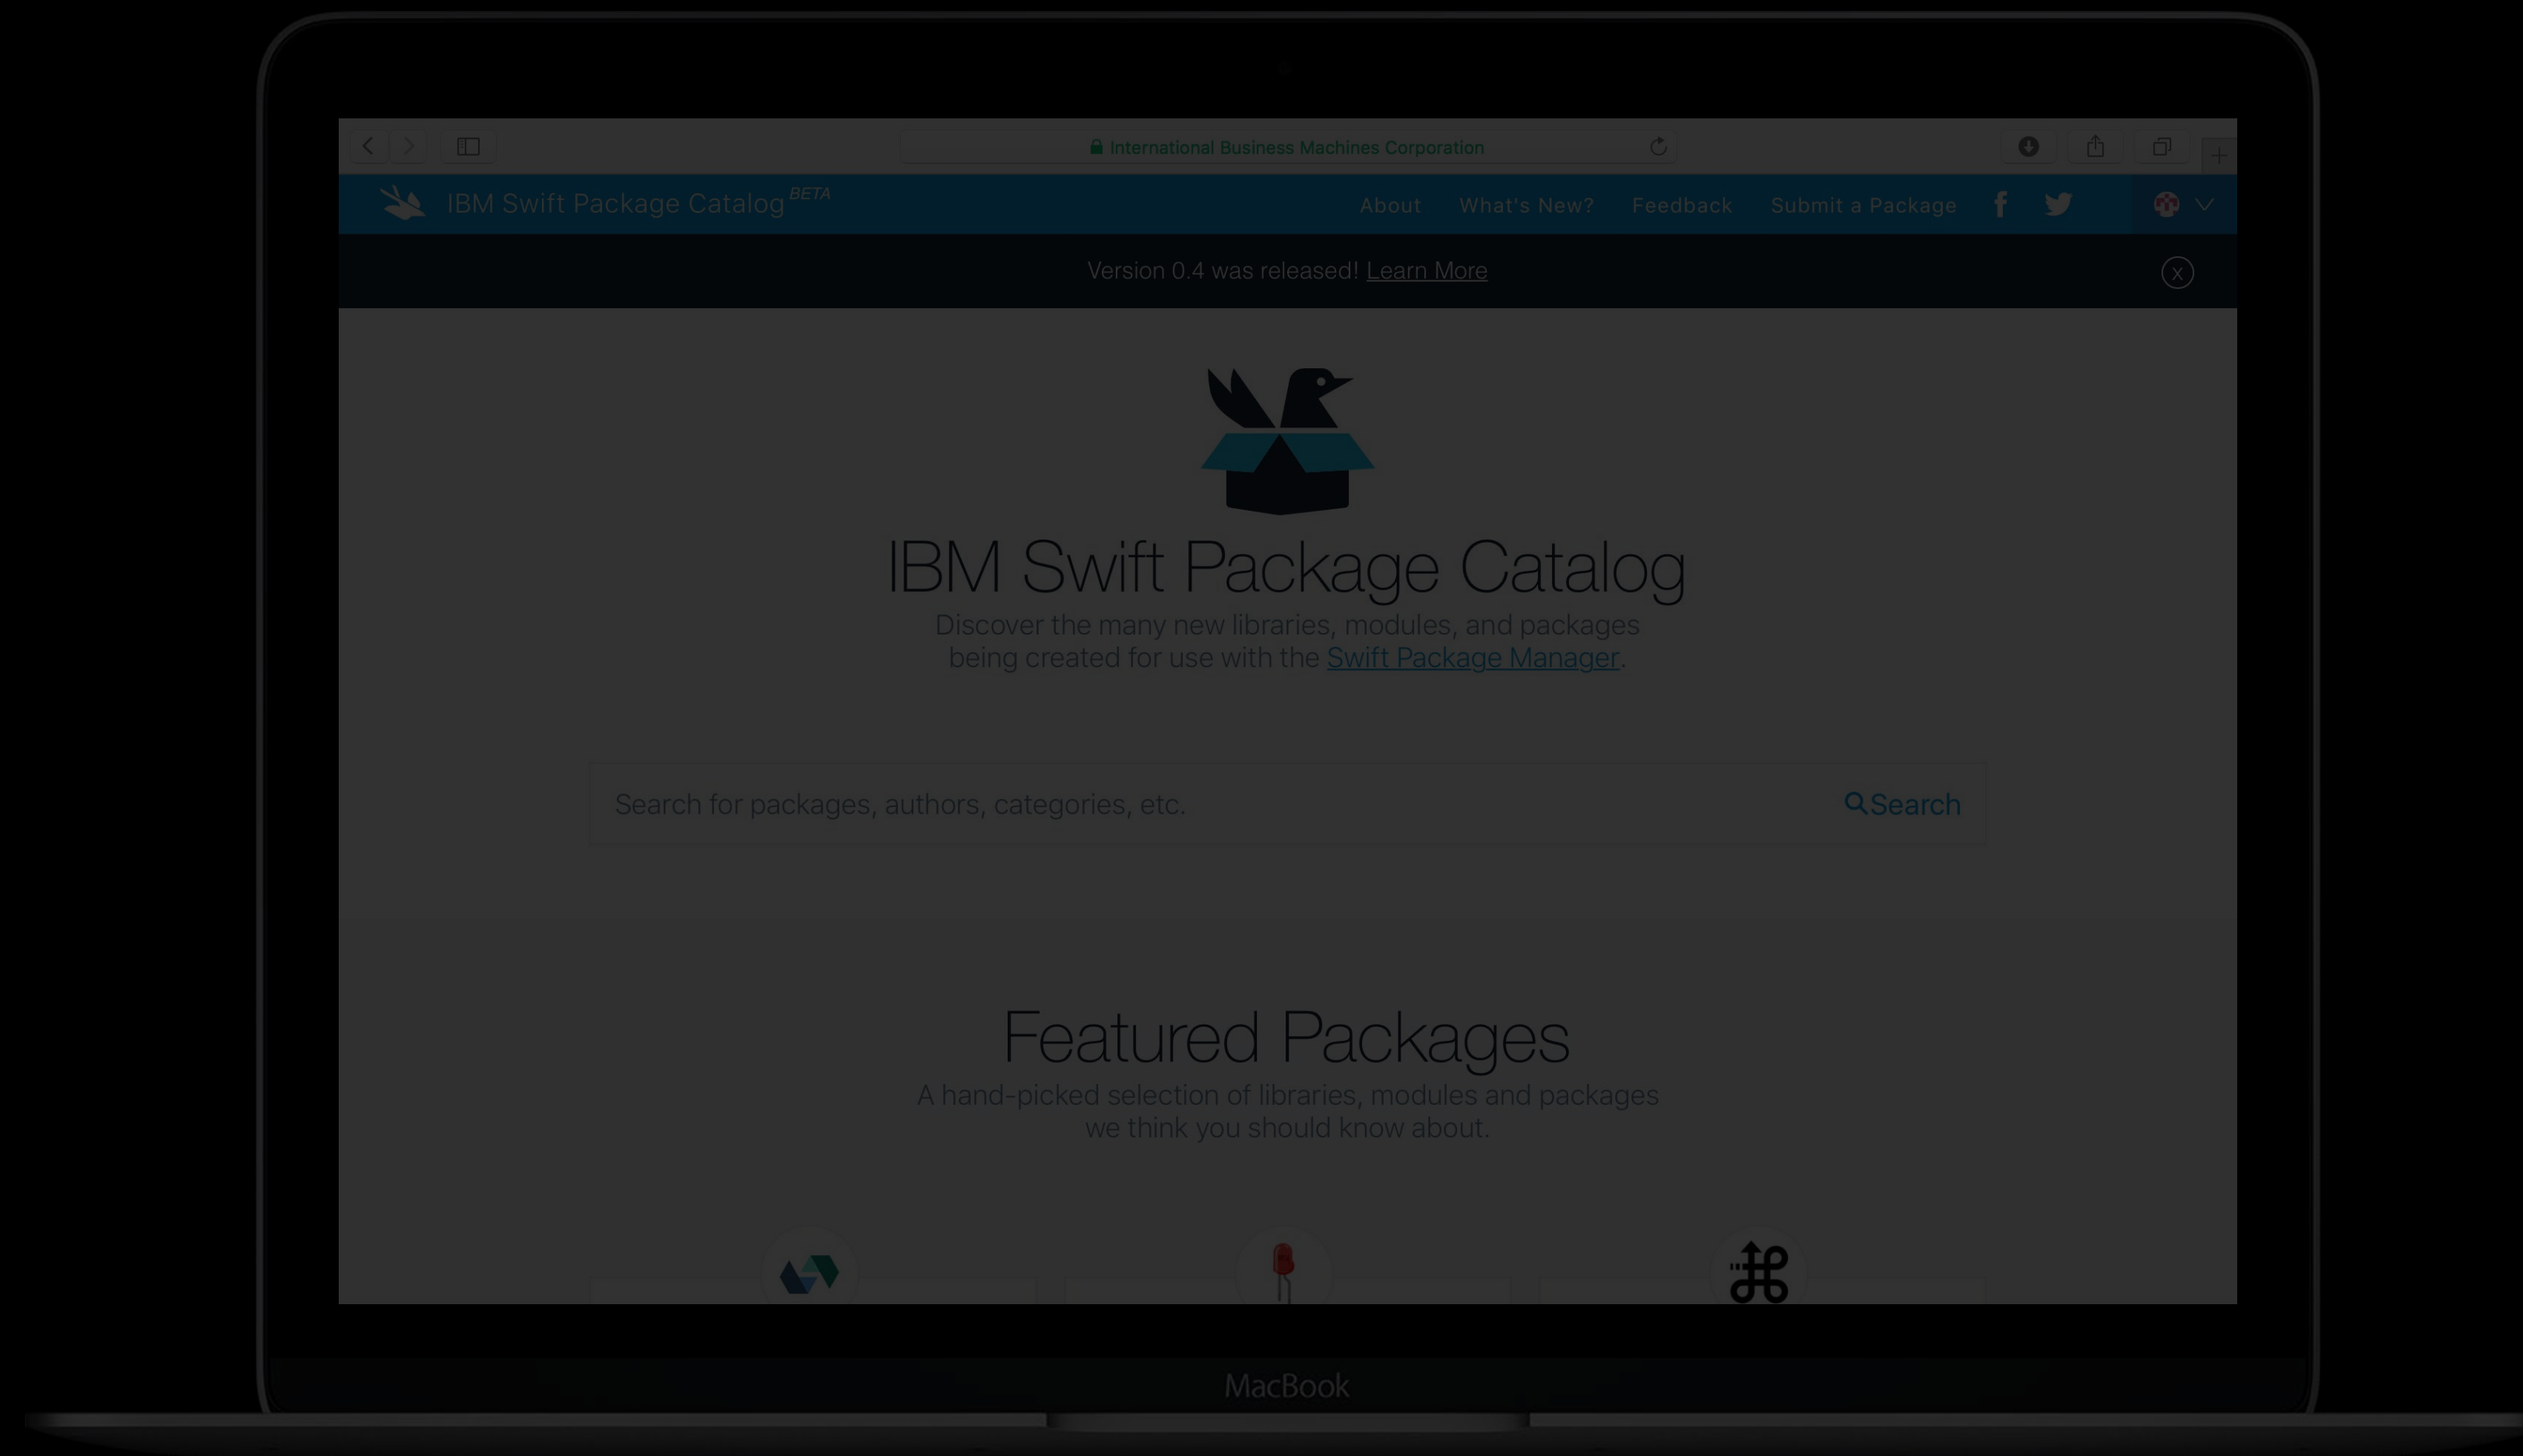 International Business Machines Corporation
IBM Swift Package Catalog BETA
About What's New? Feedback Submit a Package
Version 0.4 was released! Learn More
X
IBM Swift Package Catalog
Discover the many new libraries, modules, and packages
being created for use with the Swift Package Manager.
Search for packages, authors, categories, etc. Search
Featured Packages
A hand-picked selection of libraries, modules and packages
we think you should know about.
MacBook